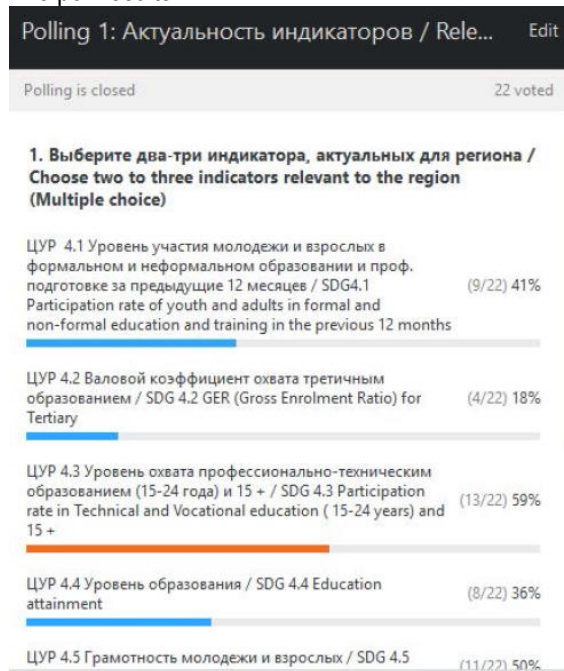 Polling 1: Актуальность индикаторов / Rele... Edit
Polling is closed 22 voted
1. Выберите два-три индикатора, актуальных для региона /
Choose two to three indicators relevant to the region
(Multiple choice)
ЦУР 4.1 Уровень участия молодежи и взрослых в
формальном и неформальном образовании и проф.
подготовке за предыдущие 12 месяцев / SDG4.1 (9/22) 41%
Participation rate of youth and adults in formal and
non-formal education and training in the previous 12 months
ЦУР 4.2 Валовой коэффициент охвата третичным
образованием / SDG 4.2 GER (Gross Enrolment Ratio) for (4/22) 18%
Tertiary
ЦУР 4.3 Уровень охвата профессионально-техническим
образованием (15-24 года) и 15 + / SDG 4.3 Participation
rate in Technical and Vocational education ( 15-24 years) and (13/22) 59%
15 +
ЦУР 4.4 Уровень образования / SDG 4.4 Education
attainment (8/22) 36%
ЦУР 4.5 Грамотность молодежи и взрослых / SDG 4.5
(11/22) 50%